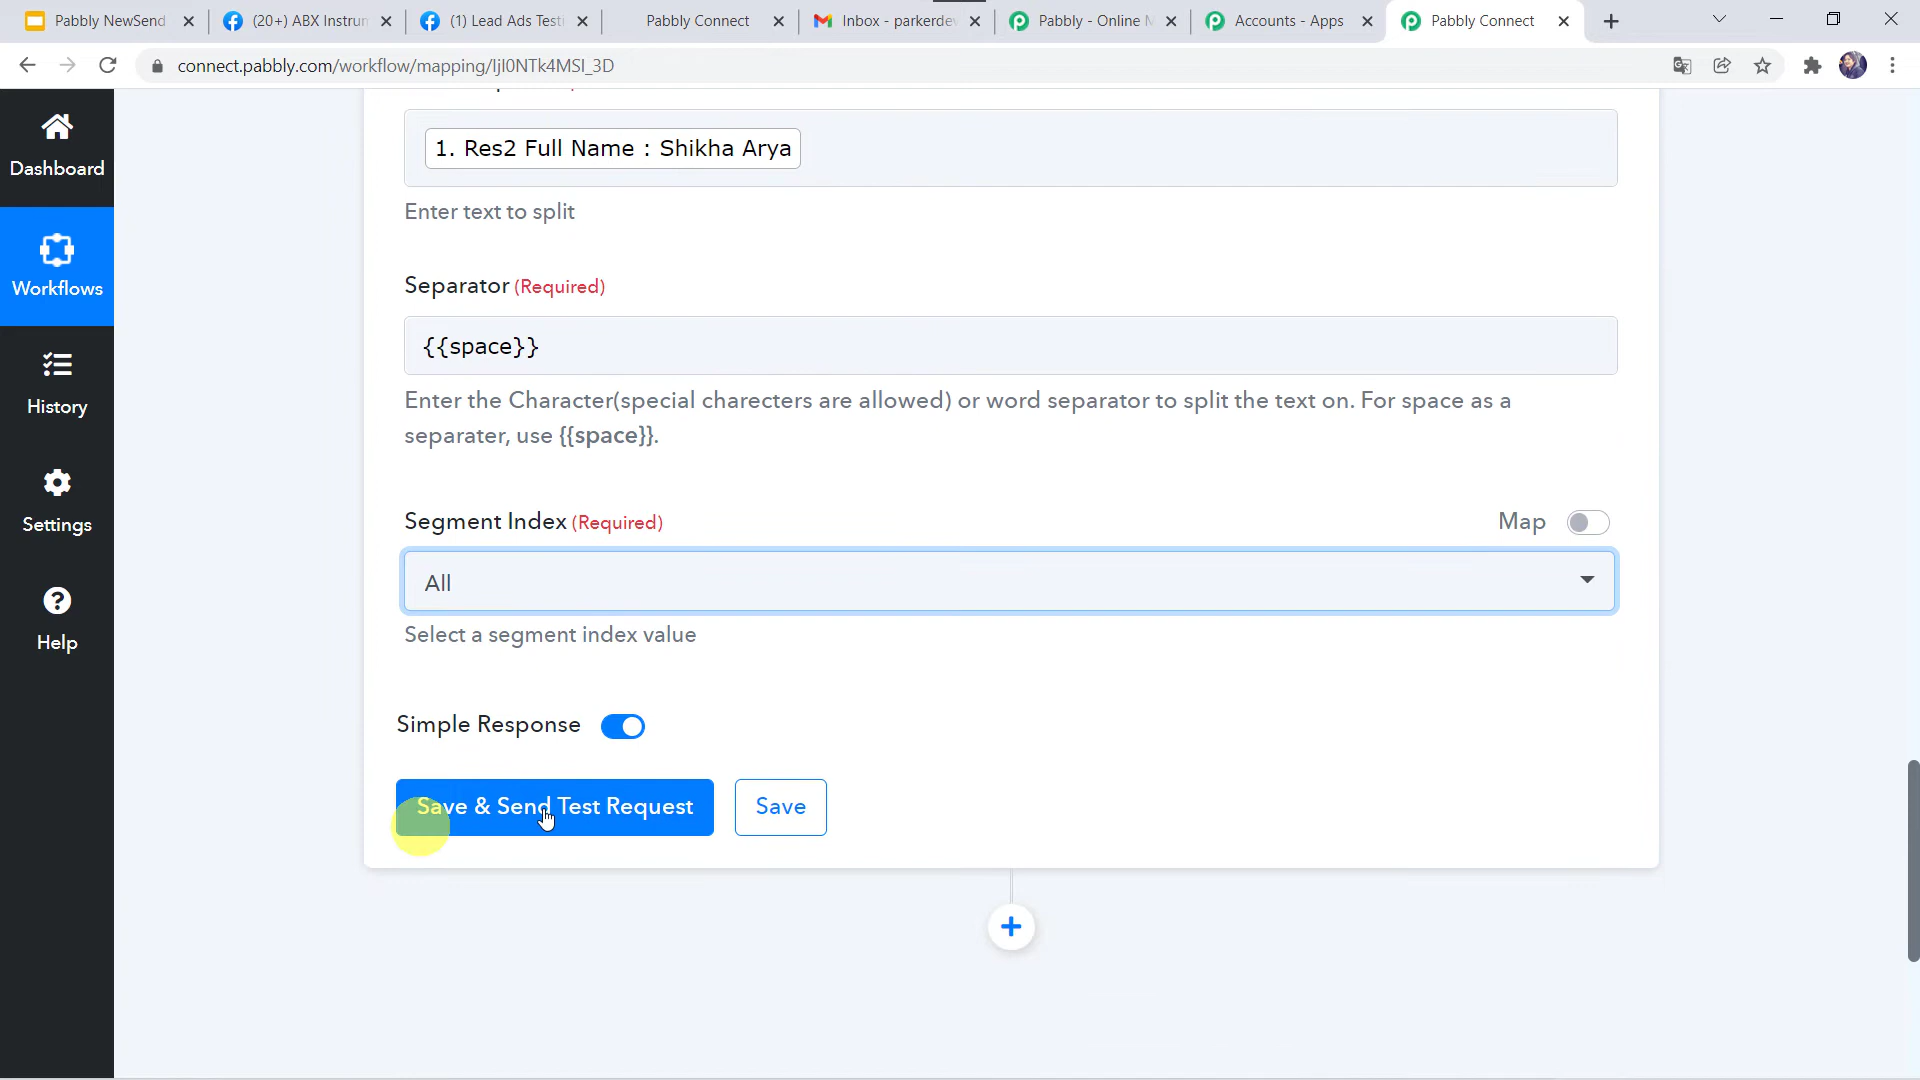 Pabbly NewSend
(20+) ABX Instrum
(1) Lead Ads Testi
Pabbly Connect
Inbox - parkerdev
Pabbly - Online M
Accounts - Apps
Pabbly Connect
connect.pabbly.com/workflow/mapping/IjI0NTk4MSI_3D
Dashboard
Workflows
History
Settings
Help
1. Res2 Full Name : Shikha Arya
Enter text to split
Separator (Required)
{{space}}
Enter the Character(special charecters are allowed) or word separator to split the text on. For space as a
separater, use {{space}}.
Segment Index (Required)
Map
All
Select a segment index value
Simple Response
Save & Send Test Request
Save